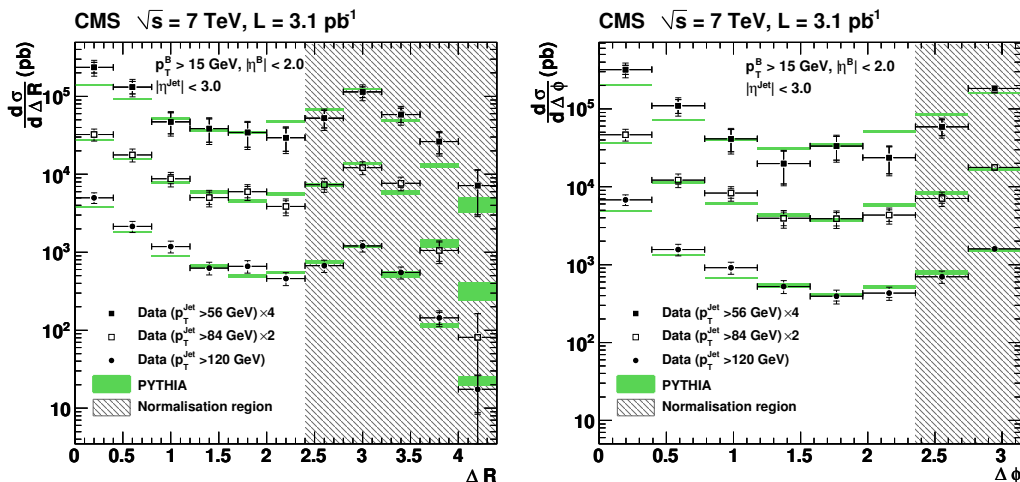 CMS √s = 7 TeV, L = 3.1 pb⁻¹
dσ/dΔR (pb)
p_T^B > 15 GeV, |η^B| < 2.0
|η^Jet| < 3.0
10⁵
10⁴
10³
10²
10
Data (p_T^Jet >56 GeV) ×4
Data (p_T^Jet >84 GeV) ×2
Data (p_T^Jet >120 GeV)
PYTHIA
Normalisation region
0 0.5 1 1.5 2 2.5 3 3.5 4
Δ R
CMS √s = 7 TeV, L = 3.1 pb⁻¹
dσ/dΔϕ (pb)
p_T^B > 15 GeV, |η^B| < 2.0
|η^Jet| < 3.0
10⁵
10⁴
10³
10²
10
Data (p_T^Jet >56 GeV) ×4
Data (p_T^Jet >84 GeV) ×2
Data (p_T^Jet >120 GeV)
PYTHIA
Normalisation region
0 0.5 1 1.5 2 2.5 3
Δ ϕ